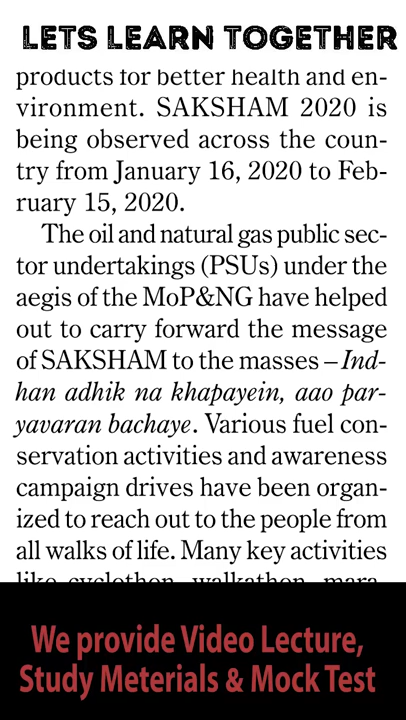 LETS LEARN TOGETHER
products for better health and en-
vironment. SAKSHAM 2020 is
being observed across the coun-
try from January 16, 2020 to Feb-
ruary 15, 2020.
The oil and natural gas public sec-
tor undertakings (PSUs) under the
aegis of the MoP&NG have helped
out to carry forward the message
of SAKSHAM to the masses – Ind-
han adhik na khapayein, aao par-
yavaran bachaye. Various fuel con-
servation activities and awareness
campaign drives have been organ-
ized to reach out to the people from
all walks of life. Many key activities
like cyclothon, walkathon, mara-
We provide Video Lecture,
Study Meterials & Mock Test